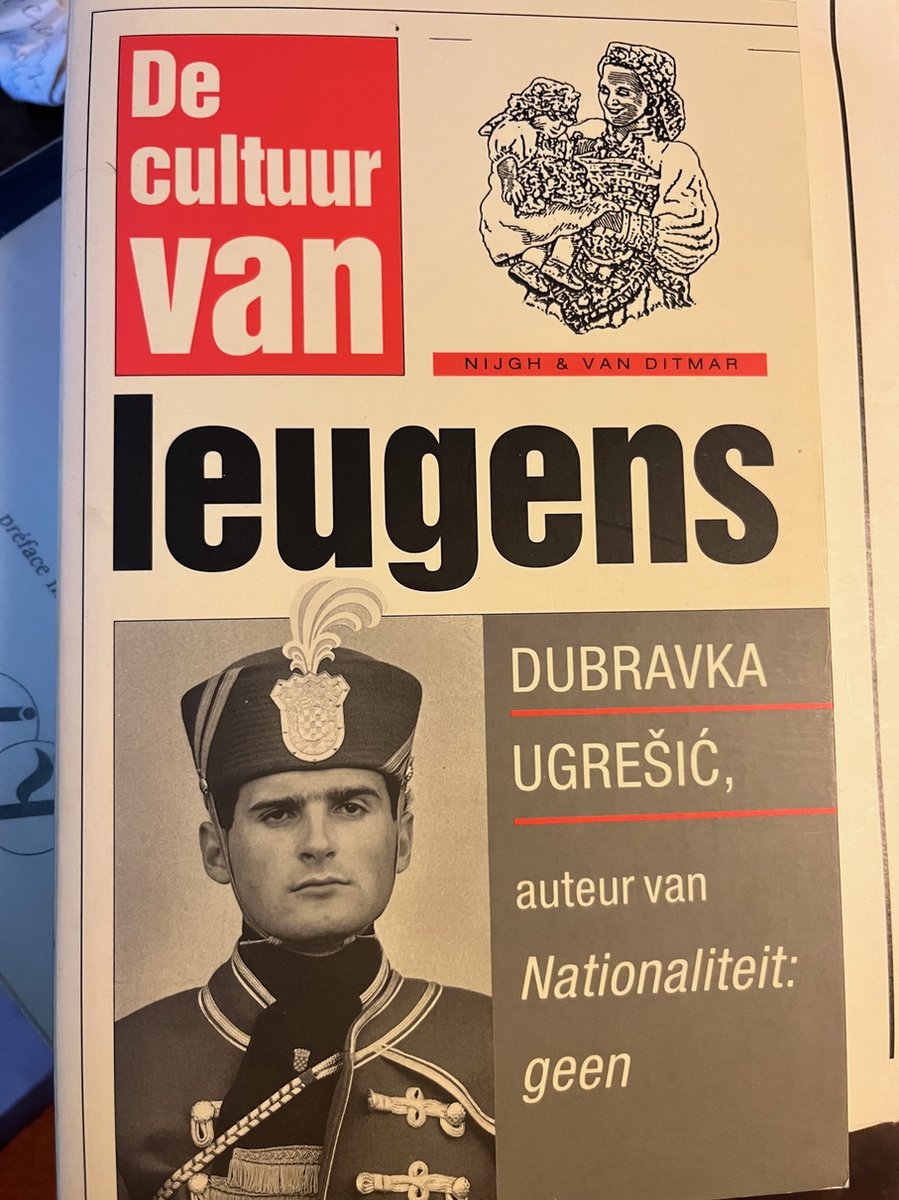 De
cultuur
van
NIJGH & VAN DITMAR
leugens
DUBRAVKA
UGREŠIĆ,
auteur van
Nationaliteit:
geen
préface